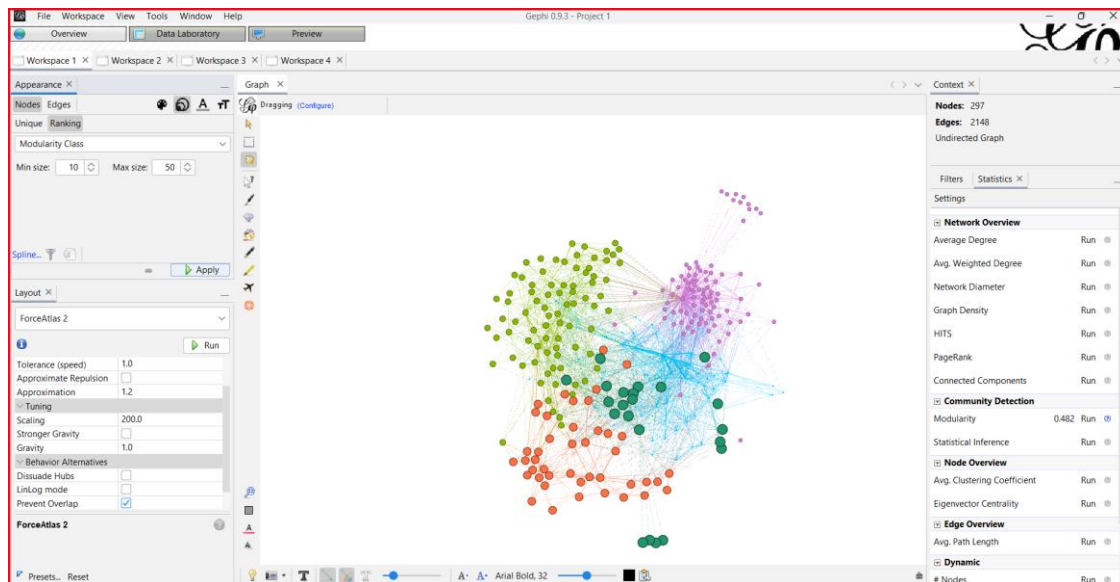 File Workspace View Tools Window Help Gephi 0.9.3 - Project 1
Overview Data Laboratory Preview
Workspace 1 Workspace 2 Workspace 3 Workspace 4
Appearance
Nodes Edges
Unique Ranking
Modularity Class
Min size: 10 Max size: 50
Spline...
Apply
Layout
ForceAtlas 2
Run
Tolerance (speed) 1.0
Approximate Repulsion
Approximation 1.2
Tuning
Scaling 200.0
Stronger Gravity
Gravity 1.0
Behavior Alternatives
Dissuade Hubs
LinLog mode
Prevent Overlap
ForceAtlas 2
Presets... Reset
Graph
Dragging (Configure)
T A- A+ Arial Bold, 32
Context
Nodes: 297
Edges: 2148
Undirected Graph
Filters Statistics
Settings
Network Overview
Average Degree Run
Avg. Weighted Degree Run
Network Diameter Run
Graph Density Run
HITS Run
PageRank Run
Connected Components Run
Community Detection
Modularity 0.482 Run
Statistical Inference Run
Node Overview
Avg. Clustering Coefficient Run
Eigenvector Centrality Run
Edge Overview
Avg. Path Length Run
Dynamic
# Nodes Run